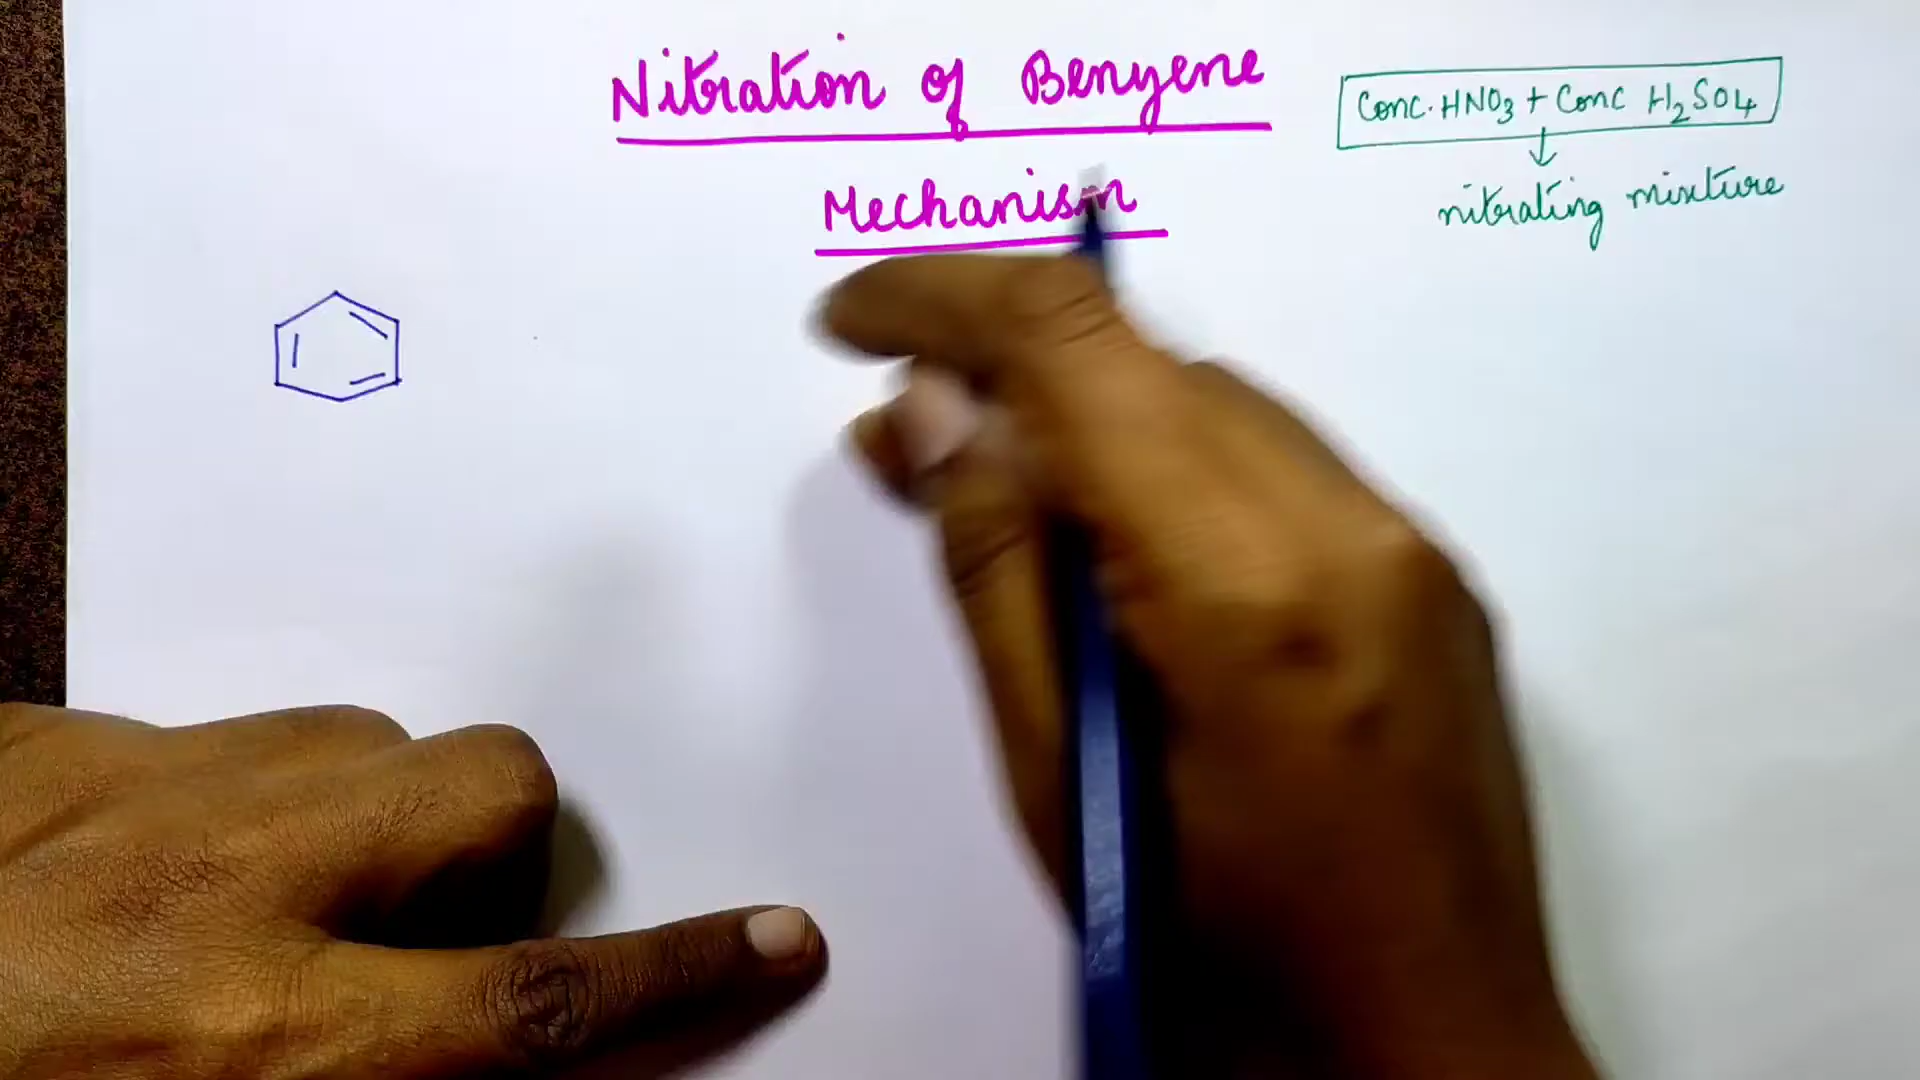 Nitration of Benzene
Conc. HNO3 + Conc H2SO4
Mechanism
nitrating mixture